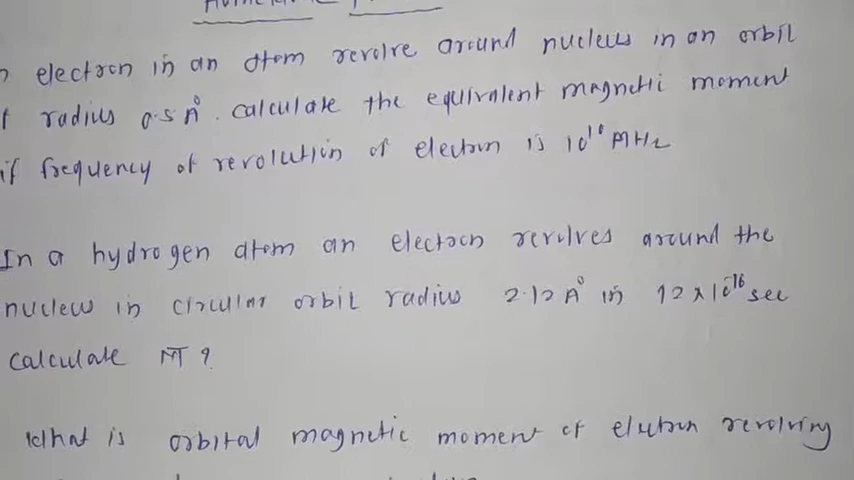 electron in an atom revolve around nucleus in an orbit
radius 0.5 A°. calculate the equivalent magnetic moment
if frequency of revolution of electron is 10¹⁰ MHz
In a hydrogen atom an electron revolves around the
nucleus in circular orbit radius 2.12 A° in 12 x 10⁻¹⁶ sec
calculate M?
What is orbital magnetic moment of electron revolving